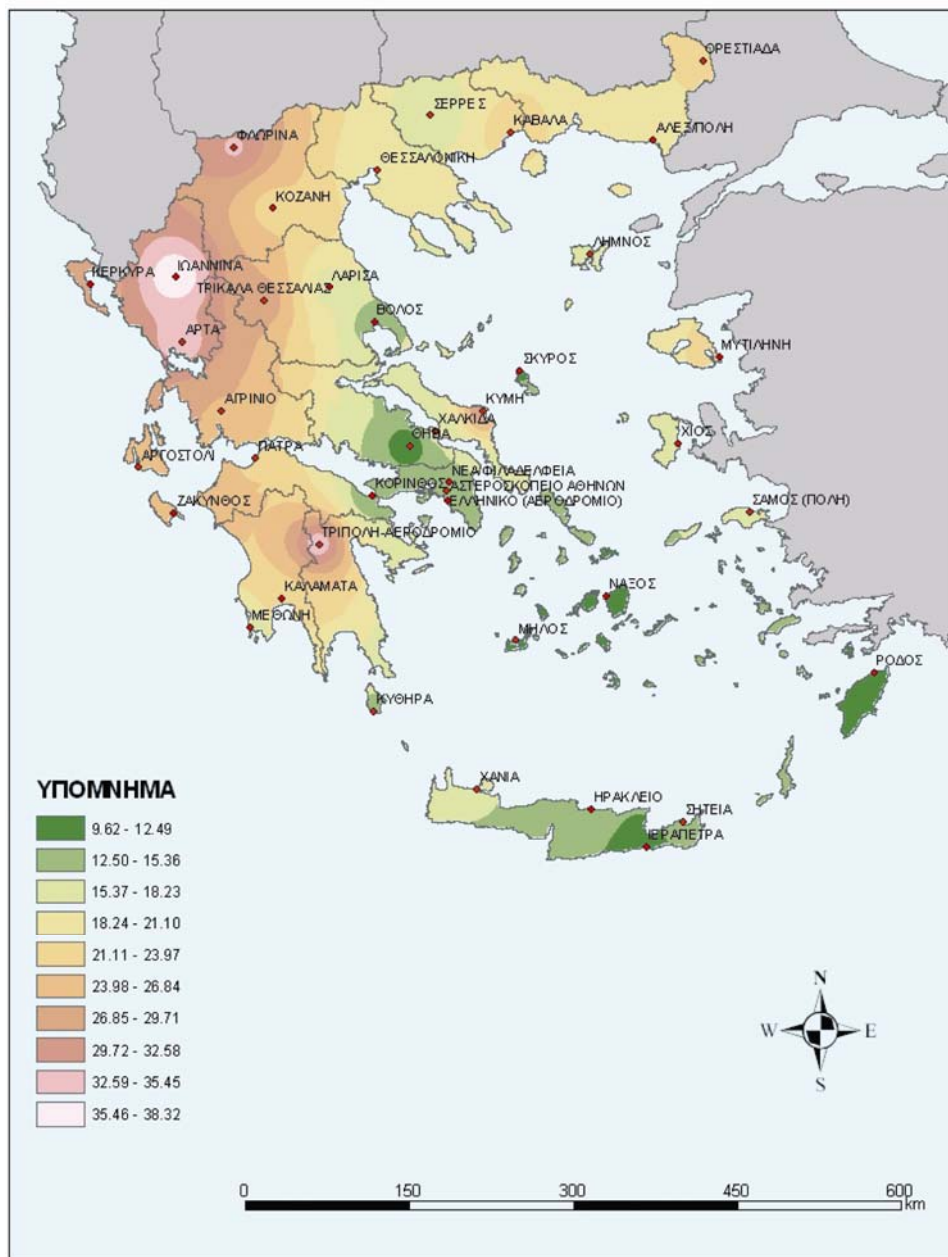 ΟΡΕΣΤΙΑΔΑ
ΣΕΡΡΕΣ
ΚΑΒΑΛΑ
ΑΛΕΞ/ΠΟΛΗ
ΦΛΩΡΙΝΑ
ΘΕΣΣΑΛΟΝΙΚΗ
ΚΟΖΑΝΗ
ΛΗΜΝΟΣ
ΚΕΡΚΥΡΑ
ΙΩΑΝΝΙΝΑ
ΤΡΙΚΑΛΑ ΘΕΣΣΑΛΙΑΣ
ΛΑΡΙΣΑ
ΒΟΛΟΣ
ΑΡΤΑ
ΜΥΤΙΛΗΝΗ
ΣΚΥΡΟΣ
ΑΓΡΙΝΙΟ
ΚΥΜΗ
ΧΑΛΚΙΔΑ
ΘΗΒΑ
ΧΙΟΣ
ΠΑΤΡΑ
ΑΡΓΟΣΤΟΛΙ
ΝΕΑ ΦΙΛΑΔΕΛΦΕΙΑ
ΚΟΡΙΝΘΟΣ
ΑΣΤΕΡΟΣΚΟΠΕΙΟ ΑΘΗΝΩΝ
ΕΛΛΗΝΙΚΟ (ΑΕΡΟΔΡΟΜΙΟ)
ΖΑΚΥΝΘΟΣ
ΣΑΜΟΣ (ΠΟΛΗ)
ΤΡΙΠΟΛΗ-ΑΕΡΟΔΡΟΜΙΟ
ΚΑΛΑΜΑΤΑ
ΝΑΞΟΣ
ΜΕΘΩΝΗ
ΜΗΛΟΣ
ΡΟΔΟΣ
ΚΥΘΗΡΑ
ΧΑΝΙΑ
ΗΡΑΚΛΕΙΟ
ΣΗΤΕΙΑ
ΙΕΡΑΠΕΤΡΑ
ΥΠΟΜΝΗΜΑ
9.62 - 12.49
12.50 - 15.36
15.37 - 18.23
18.24 - 21.10
21.11 - 23.97
23.98 - 26.84
26.85 - 29.71
29.72 - 32.58
32.59 - 35.45
35.46 - 38.32
N
W E
S
0 150 300 450 600
km